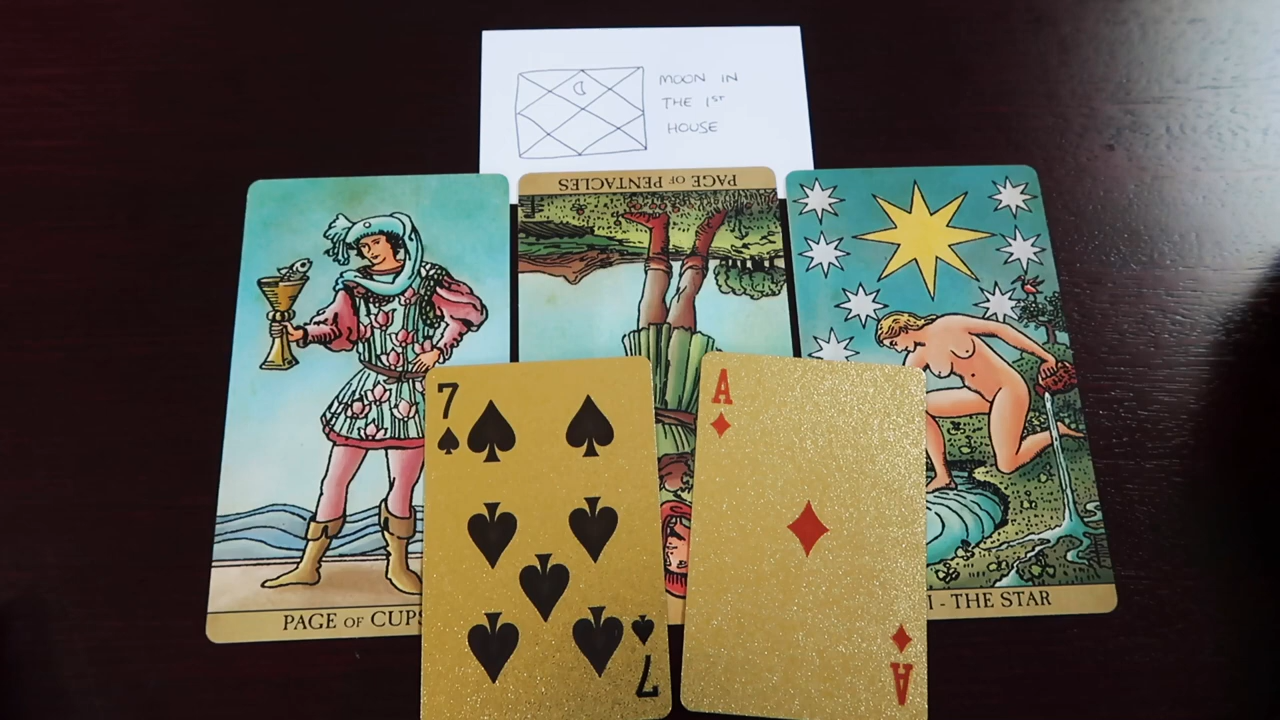 MOON IN
THE 1ST
HOUSE
PAGE OF PENTACLES
7
A
PAGE OF CUPS
I - THE STAR
7
A